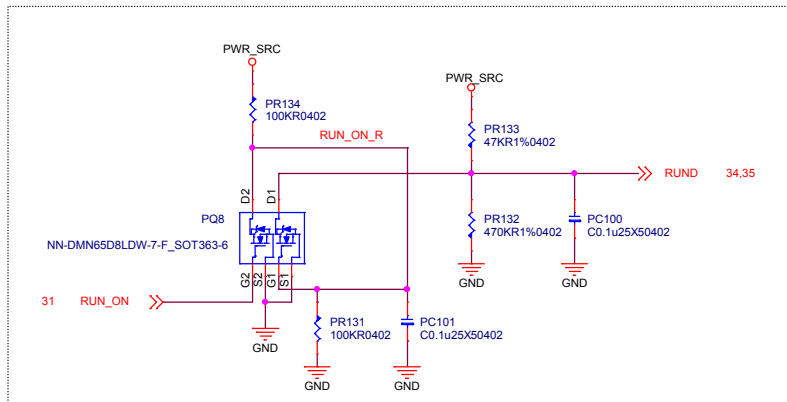 PWR_SRC
PWR_SRC
PR134
100KR0402
PR133
47KR1%0402
RUN_ON_R
RUND 34,35
D2
D1
PQ8
NN-DMN65D8LDW-7-F_SOT363-6
PR132
470KR1%0402
PC100
C0.1u25X50402
G2
S2
G1
S1
GND
GND
31 RUN_ON
PR131
100KR0402
PC101
C0.1u25X50402
GND
GND
GND